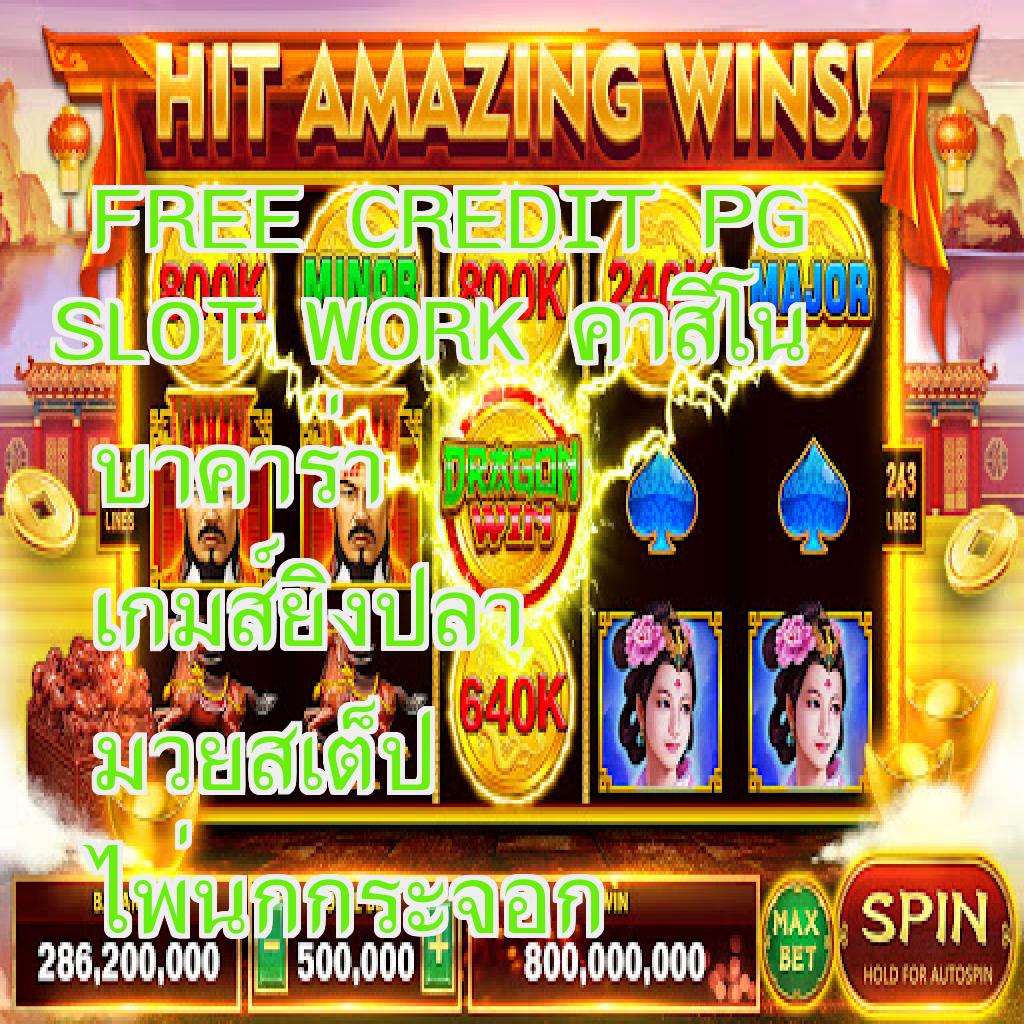 HIT AMAZING WINS!
FREE CREDIT PG
800K MINOR 800K 240K MAJOR
SLOT WORK คาสิโน
บาคาร่า
DRAGON
WIN
243
LINES
LINES
เกมส์ยิงปลา
640K
มวยสเต็ป
ไพ่นกกระจอก
WIN
286,200,000
- 500,000 +
800,000,000
MAX
BET
SPIN
HOLD FOR AUTOSPIN